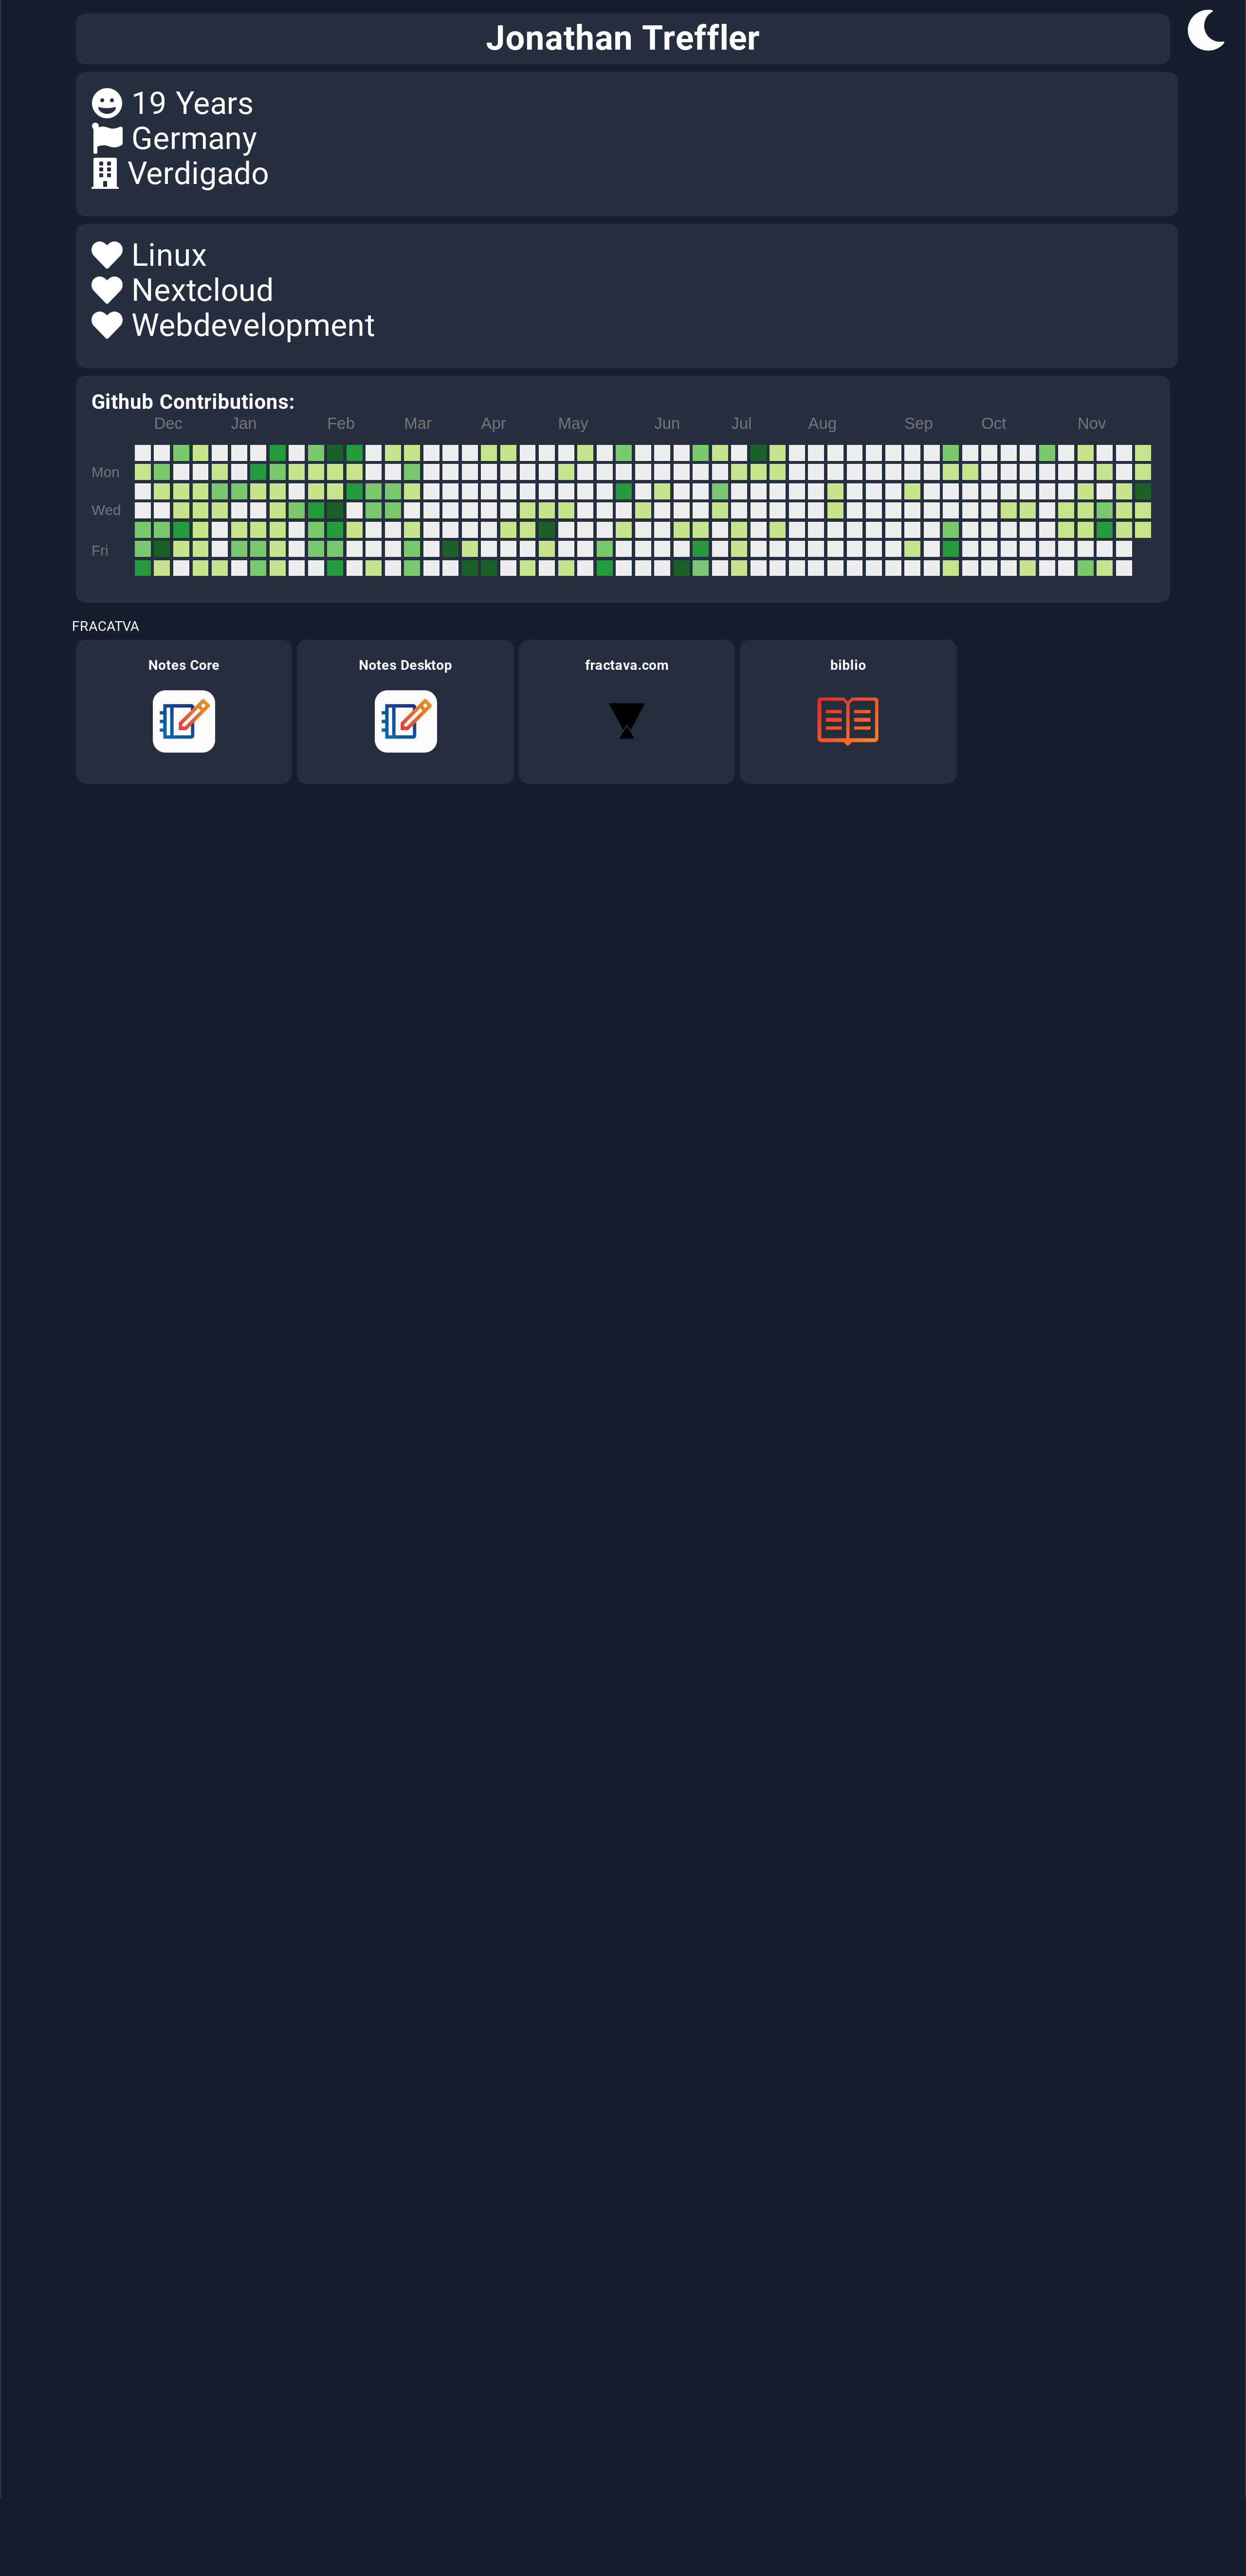 Jonathan Treffler
19 Years
Germany
Verdigado
Linux
Nextcloud
Webdevelopment
Github Contributions:
Dec Jan Feb Mar Apr May Jun Jul Aug Sep Oct Nov
Mon
Wed
Fri
FRACATVA
Notes Core Notes Desktop fractava.com biblio